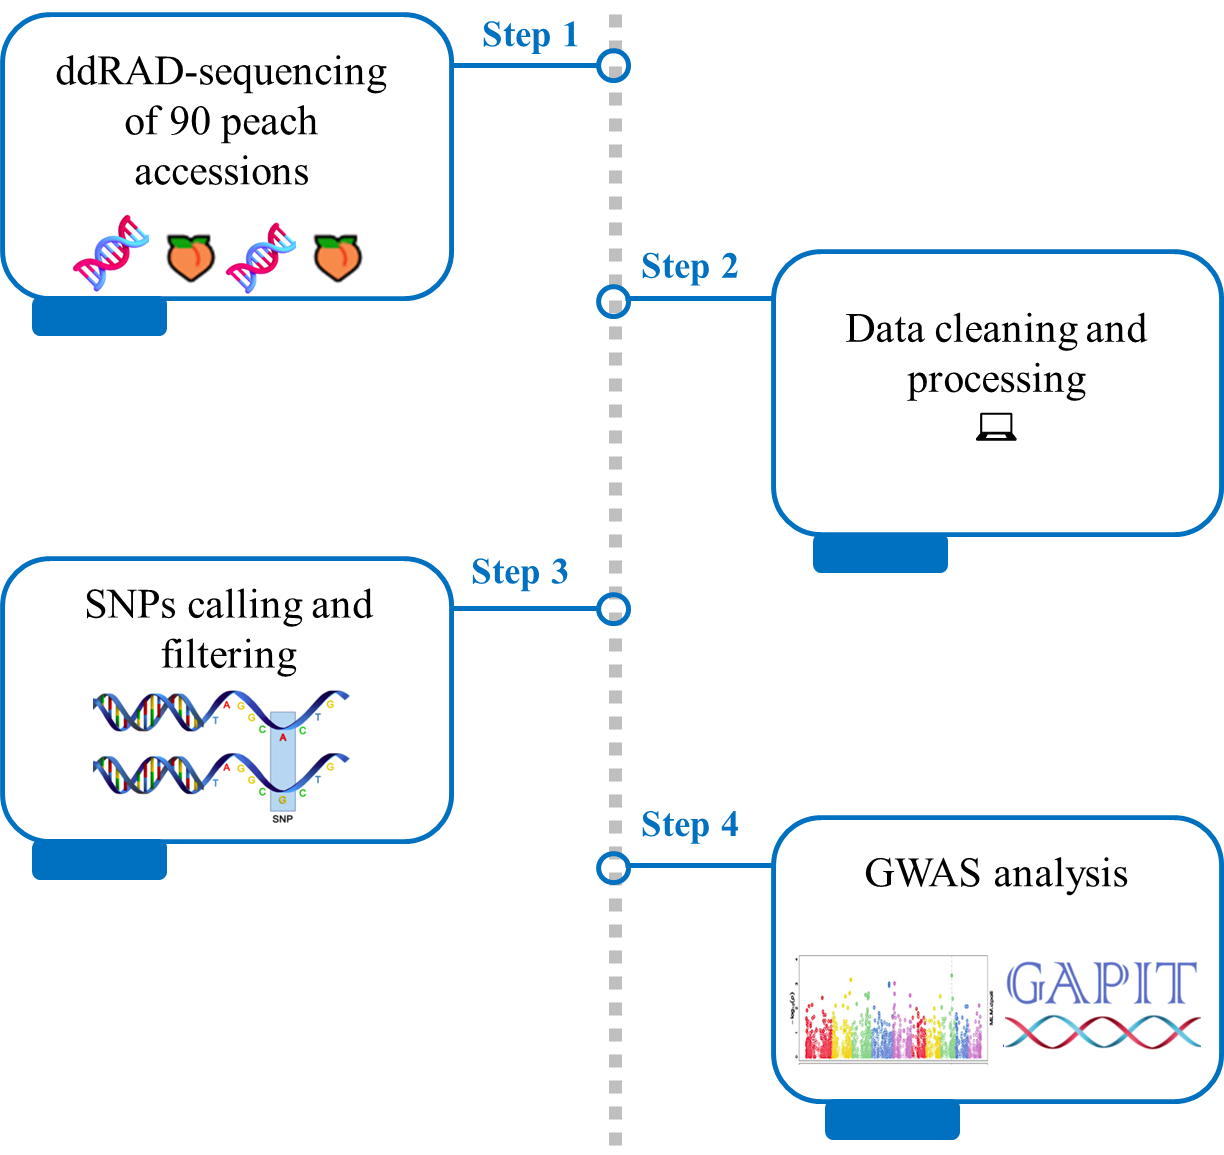 Step 1
ddRAD-sequencing
of 90 peach
accessions
Step 2
Data cleaning and
processing
Step 3
SNPs calling and
filtering
T A G G C A C T G
T A G G C G C T G
SNP
Step 4
GWAS analysis
GAPIT